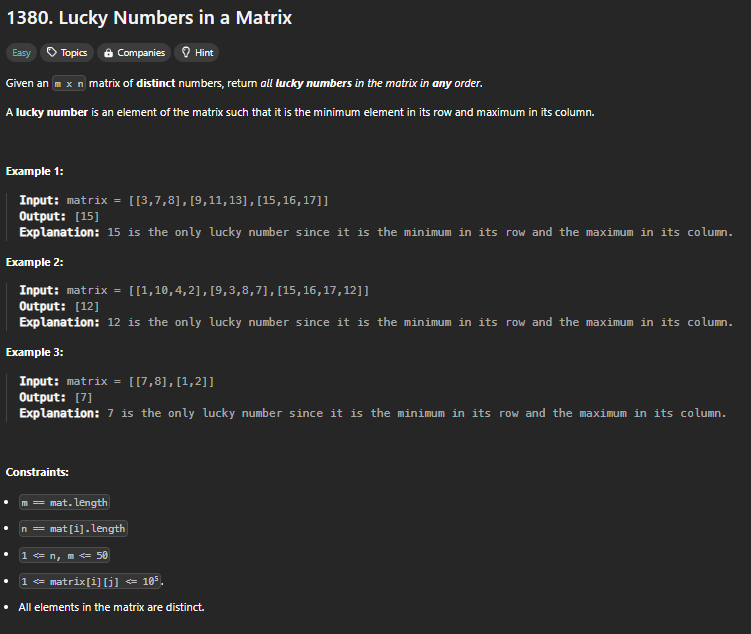 1380. Lucky Numbers in a Matrix
Easy Topics Companies Hint
Given an m x n matrix of distinct numbers, return all lucky numbers in the matrix in any order.
A lucky number is an element of the matrix such that it is the minimum element in its row and maximum in its column.
Example 1:
Input: matrix = [[3,7,8],[9,11,13],[15,16,17]]
Output: [15]
Explanation: 15 is the only lucky number since it is the minimum in its row and the maximum in its column.
Example 2:
Input: matrix = [[1,10,4,2],[9,3,8,7],[15,16,17,12]]
Output: [12]
Explanation: 12 is the only lucky number since it is the minimum in its row and the maximum in its column.
Example 3:
Input: matrix = [[7,8],[1,2]]
Output: [7]
Explanation: 7 is the only lucky number since it is the minimum in its row and the maximum in its column.
Constraints:
• m == mat.length
• n == mat[i].length
• 1 <= n, m <= 50
• 1 <= matrix[i][j] <= 10⁵.
• All elements in the matrix are distinct.